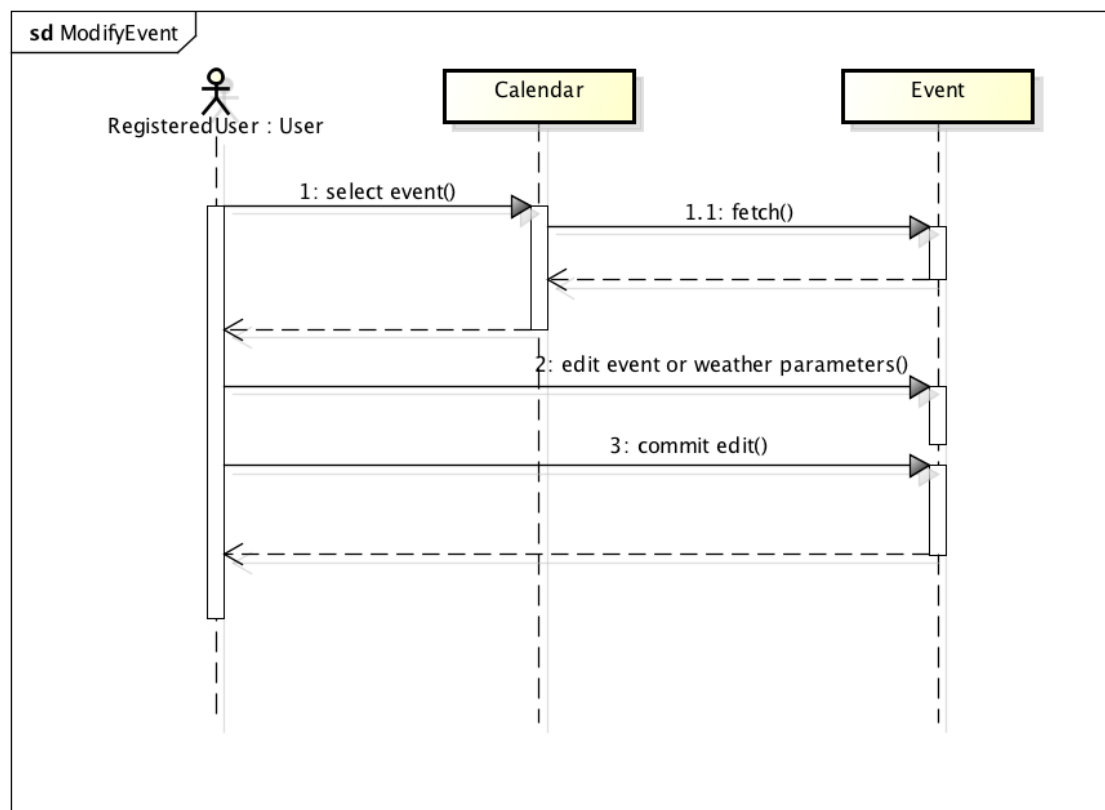 sd ModifyEvent
Calendar
Event
RegisteredUser : User
1: select event()
1.1: fetch()
2: edit event or weather parameters()
3: commit edit()